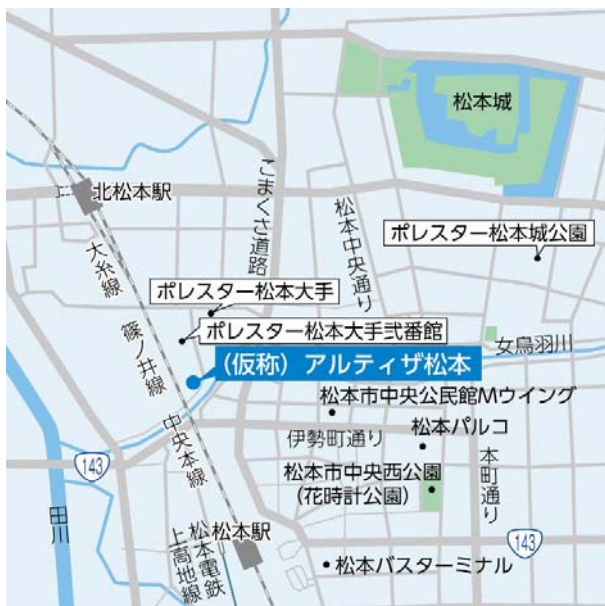 松本城
北松本駅
こまくさ道路
松本中央通り
ポレスター松本城公園
大糸線
ポレスター松本大手
篠ノ井線
ポレスター松本大手弐番館
女鳥羽川
(仮称)アルティザ松本
松本市中央公民館Mウイング
中央本線
伊勢町通り
松本パルコ
143
松本市中央西公園
(花時計公園)
本町通り
田川
松本電鉄
上高地線
松本駅
143
松本バスターミナル